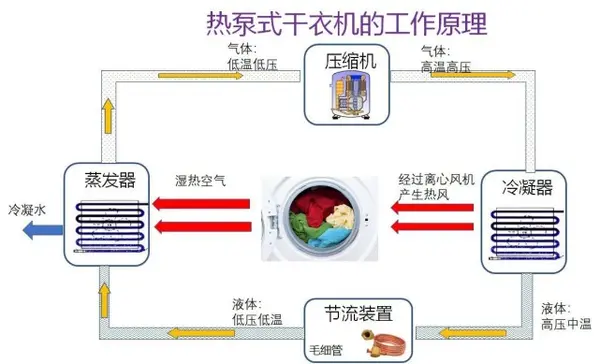 热泵式干衣机的工作原理
气体：
低温低压
压缩机
气体：
高温高压
蒸发器
湿热空气
经过离心风机
产生热风
冷凝器
冷凝水
液体：
低压低温
节流装置
毛细管
液体：
高压中温